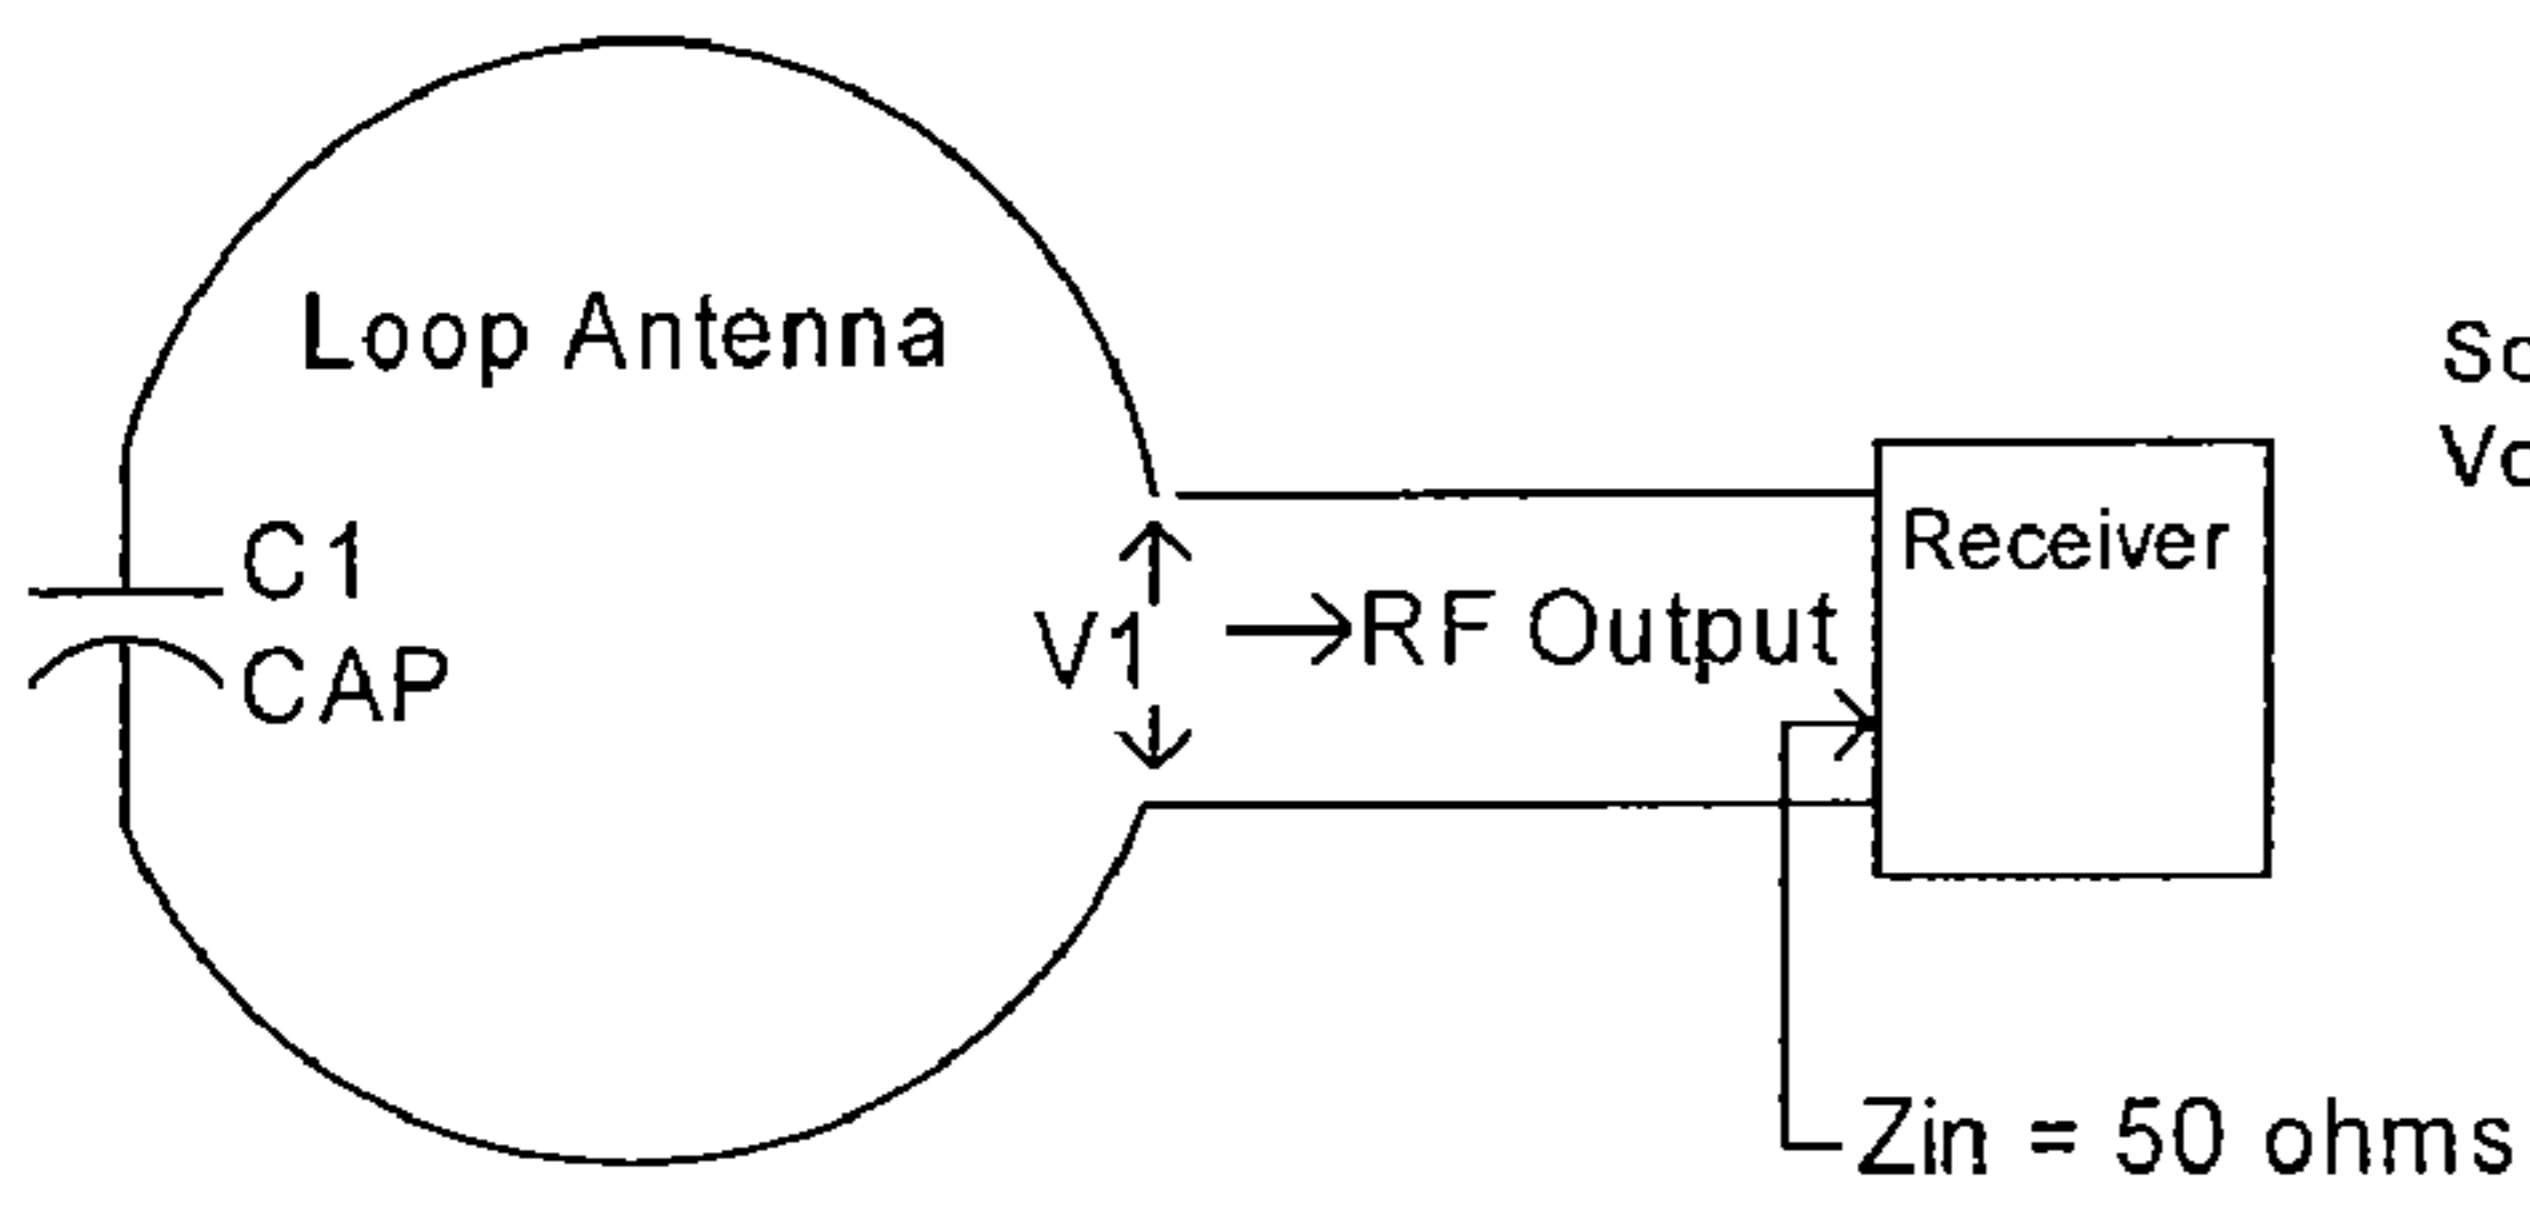 Loop Antenna
C1
CAP
V1
RF Output
Receiver
Zin = 50 ohms